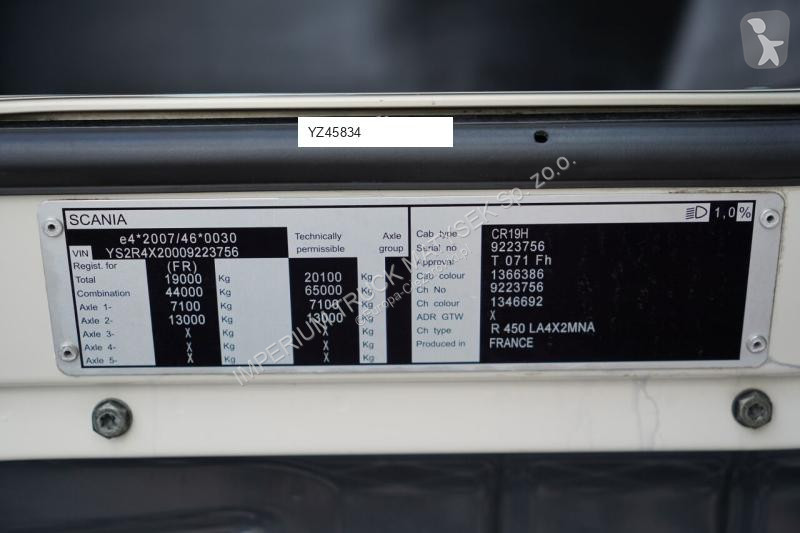 YZ45834
SCANIA 1,0%
e4*2007/46*0030 Technically permissible Axle group
VIN YS2R4X20009223756
Regist. for (FR)
Total 19000 Kg 20100 Kg
Combination 44000 Kg 65000 Kg
Axle 1- 7100 Kg 7100 Kg
Axle 2- 13000 Kg 13000 Kg
Axle 3- X Kg X Kg
Axle 4- X Kg X Kg
Axle 5- X Kg X Kg
Cab type CR19H
Serial no 9223756
Approval T 071 Fh
Cab colour 1366386
Ch No 9223756
Ch colour 1346692
ADR GTW X
Ch type R 450 LA4X2MNA
Produced in FRANCE
IMPERIUM TRUCK Sp. zo.o.